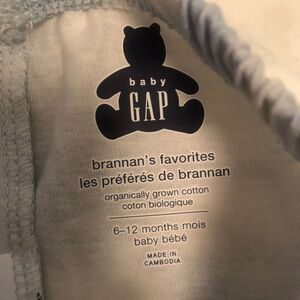 baby
GAP
brannan's favorites
les préférés de brannan
organically grown cotton
coton biologique
6–12 months mois
baby bébé
MADE IN
CAMBODIA